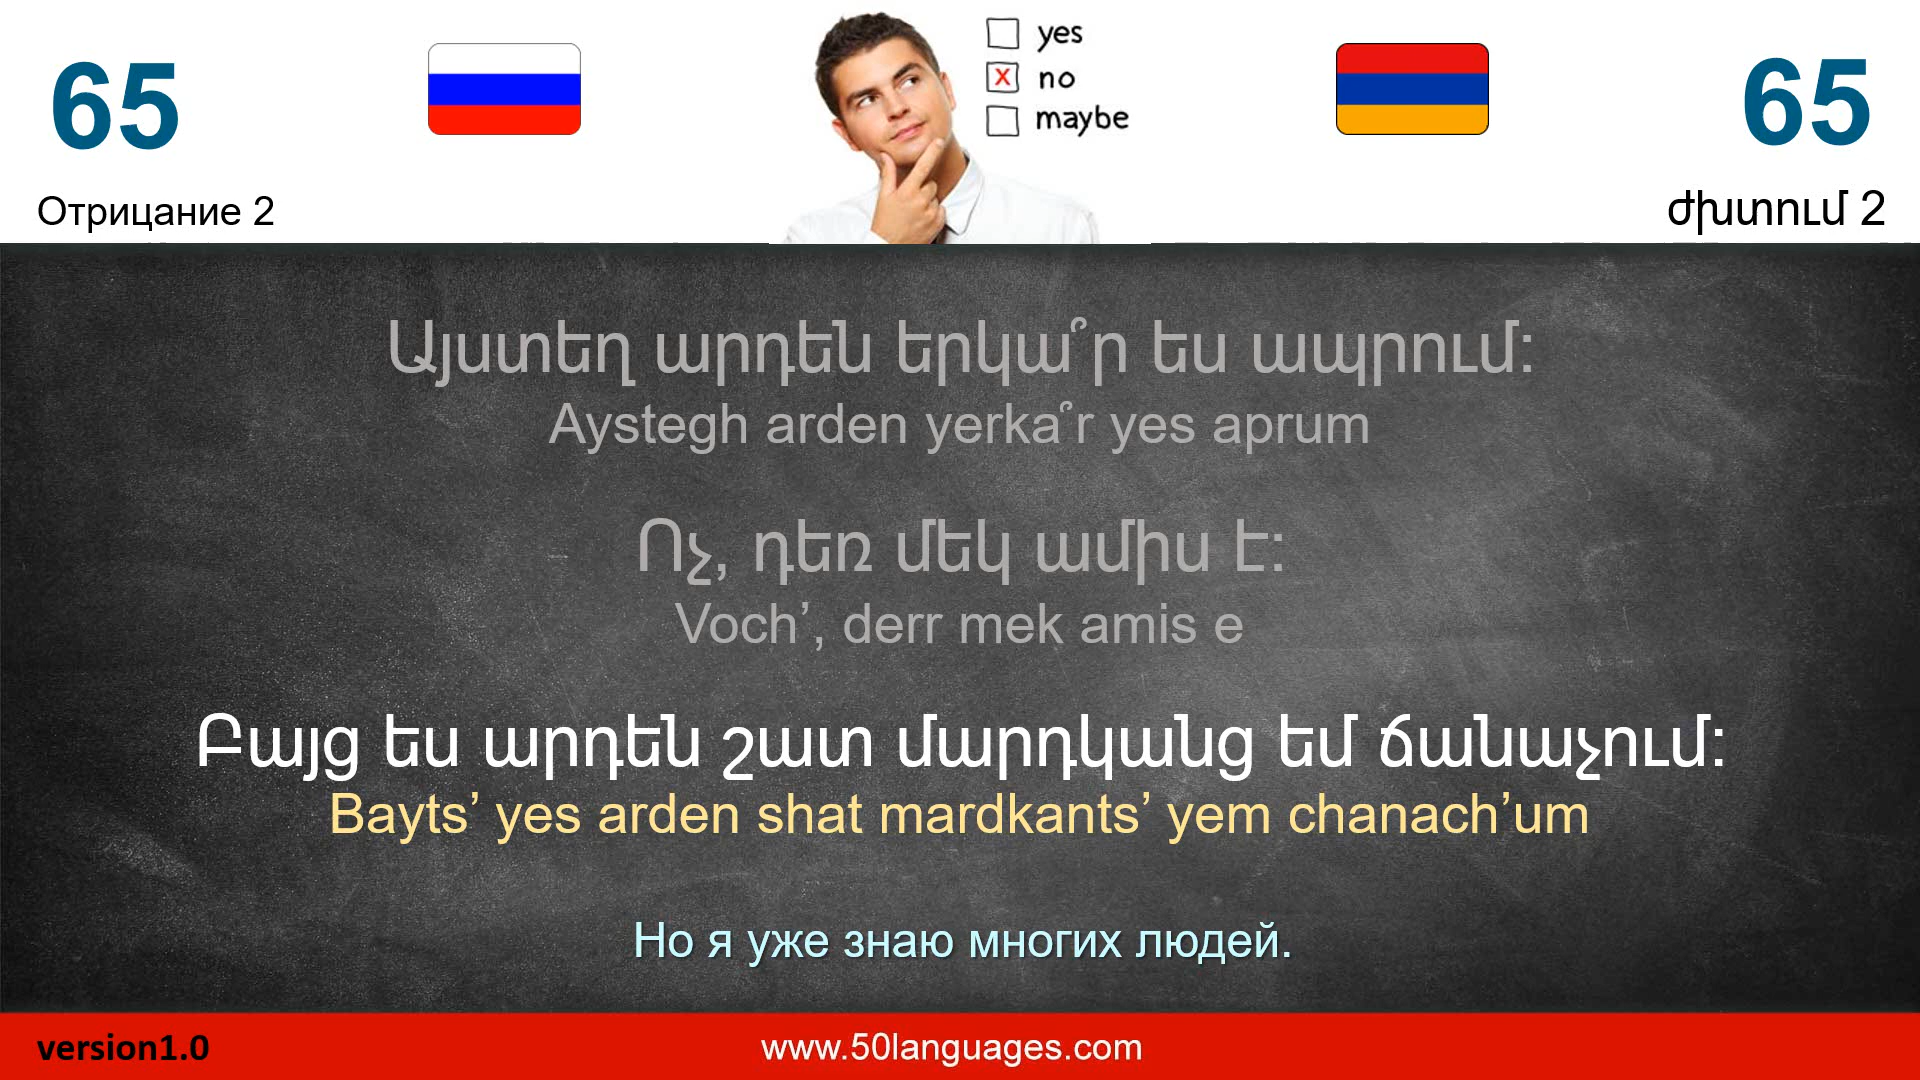 65
Отрицание 2
yes
x no
maybe
65
Ժխտում 2
Այստեղ արդեն երկա՞ր ես ապրում:
Aystegh arden yerka՞r yes aprum
Ոչ, դեռ մեկ ամիս է:
Voch’, derr mek amis e
Բայց ես արդեն շատ մարդկանց եմ ճանաչում:
Bayts’ yes arden shat mardkants’ yem chanach’um
Но я уже знаю многих людей.
version1.0
www.50languages.com